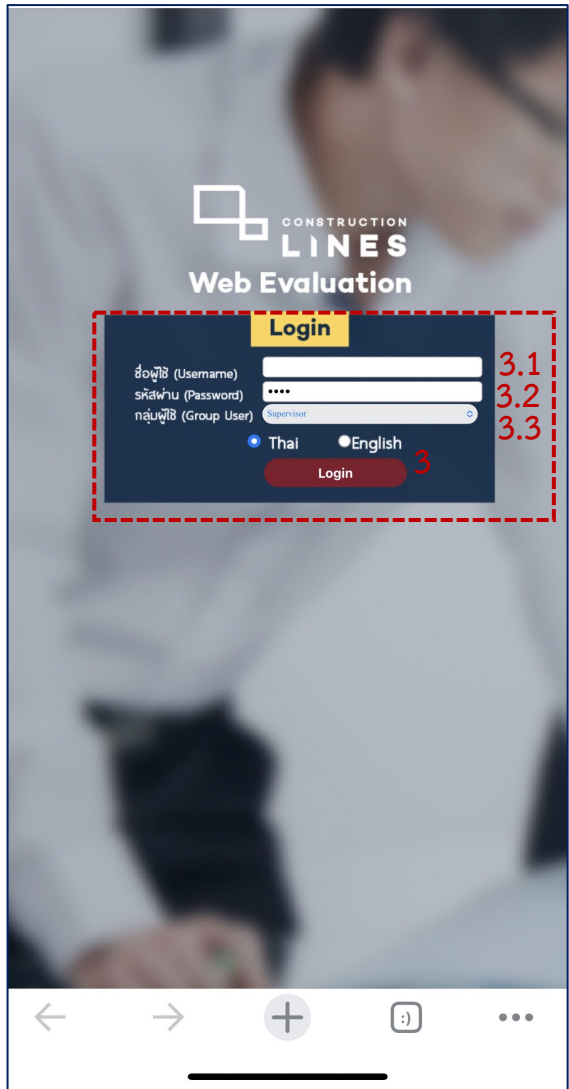 CONSTRUCTION
LINES
Web Evaluation
Login
ชื่อผู้ใช้ (Username) 3.1
รหัสผ่าน (Password) •••• 3.2
กลุ่มผู้ใช้ (Group User) Supervisor 3.3
Thai English
Login 3
:)